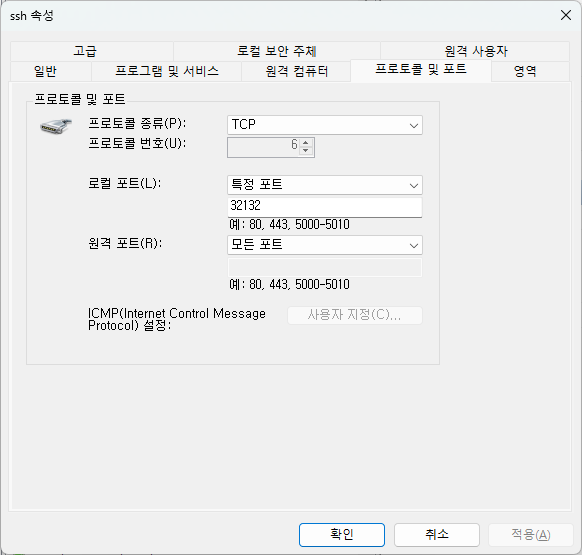 ssh 속성
고급 로컬 보안 주체 원격 사용자
일반 프로그램 및 서비스 원격 컴퓨터 프로토콜 및 포트 영역
프로토콜 및 포트
프로토콜 종류(P): TCP
프로토콜 번호(U): 6
로컬 포트(L): 특정 포트
32132
예: 80, 443, 5000-5010
원격 포트(R): 모든 포트
예: 80, 443, 5000-5010
ICMP(Internet Control Message
Protocol) 설정: 사용자 지정(C)...
확인 취소 적용(A)